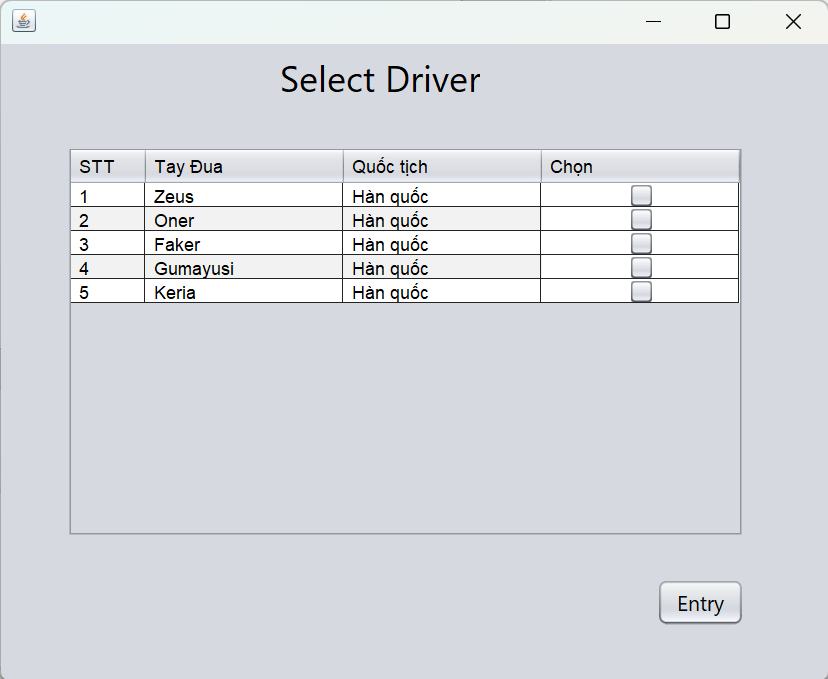 Select Driver
STT Tay Đua Quốc tịch Chọn
1 Zeus Hàn quốc
2 Oner Hàn quốc
3 Faker Hàn quốc
4 Gumayusi Hàn quốc
5 Keria Hàn quốc
Entry